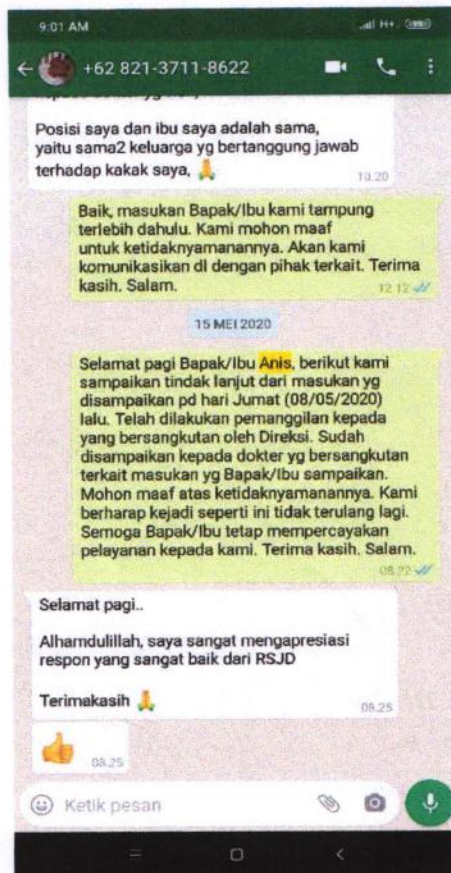 9:01 AM
H+
+62 821-3711-8622
Posisi saya dan ibu saya adalah sama,
yaitu sama2 keluarga yg bertanggung jawab
terhadap kakak saya, 🙏
10.20
Baik, masukan Bapak/Ibu kami tampung
terlebih dahulu. Kami mohon maaf
untuk ketidaknyamanannya. Akan kami
komunikasikan dl dengan pihak terkait. Terima
kasih. Salam.
12.12
15 MEI 2020
Selamat pagi Bapak/Ibu Anis, berikut kami
sampaikan tindak lanjut dari masukan yg
disampaikan pd hari Jumat (08/05/2020)
lalu. Telah dilakukan pemanggilan kepada
yang bersangkutan oleh Direksi. Sudah
disampaikan kepada dokter yg bersangkutan
terkait masukan yg Bapak/Ibu sampaikan.
Mohon maaf atas ketidaknyamanannya. Kami
berharap kejadi seperti ini tidak terulang lagi.
Semoga Bapak/Ibu tetap mempercayakan
pelayanan kepada kami. Terima kasih. Salam.
08.22
Selamat pagi..
Alhamdulillah, saya sangat mengapresiasi
respon yang sangat baik dari RSJD
Terimakasih 🙏
08.25
👍
08.25
Ketik pesan